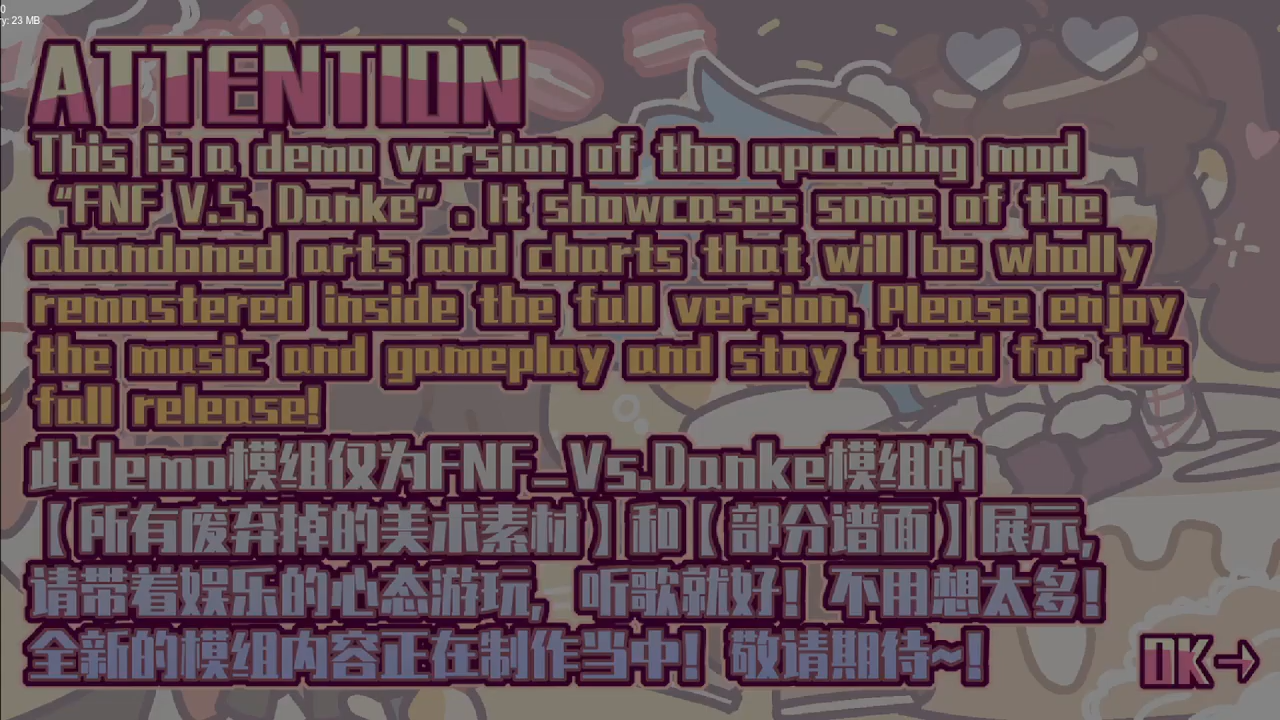 0
ry: 23 MB
ATTENTION
This is a demo version of the upcoming mod
“FNF V.S. Danke” . It showcases some of the
abandoned arts and charts that will be wholly
remastered inside the full version. Please enjoy
the music and gameplay and stay tuned for the
full release!
此demo模组仅为FNF_Vs.Danke模组的
【所有废弃掉的美术素材】和【部分谱面】展示,
请带着娱乐的心态游玩, 听歌就好! 不用想太多!
全新的模组内容正在制作当中! 敬请期待~!
OK→